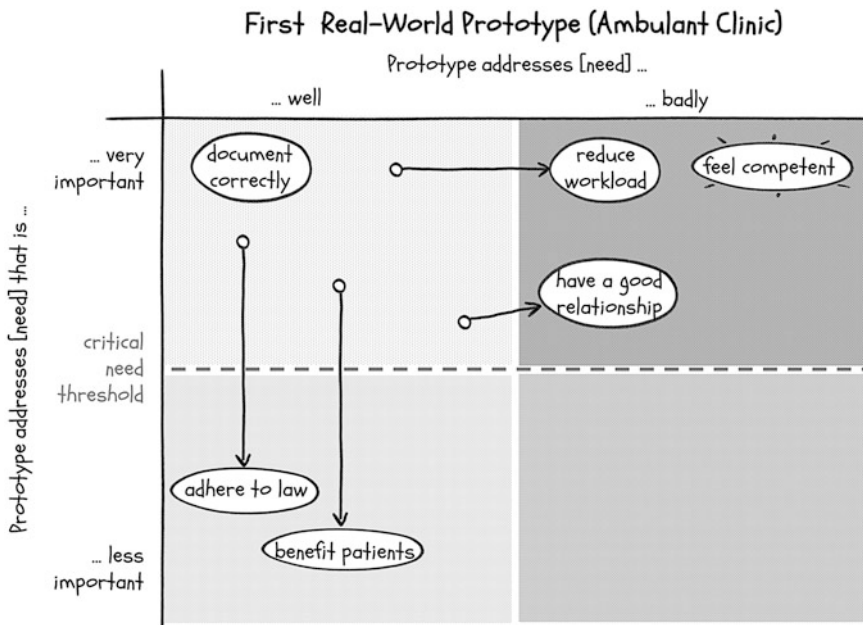 First Real-World Prototype (Ambulant Clinic)
Prototype addresses [need] ...
... well
... badly
Prototype addresses [need] that is ...
... very
important
document
correctly
reduce
workload
feel competent
have a good
relationship
critical
need
threshold
adhere to law
benefit patients
... less
important